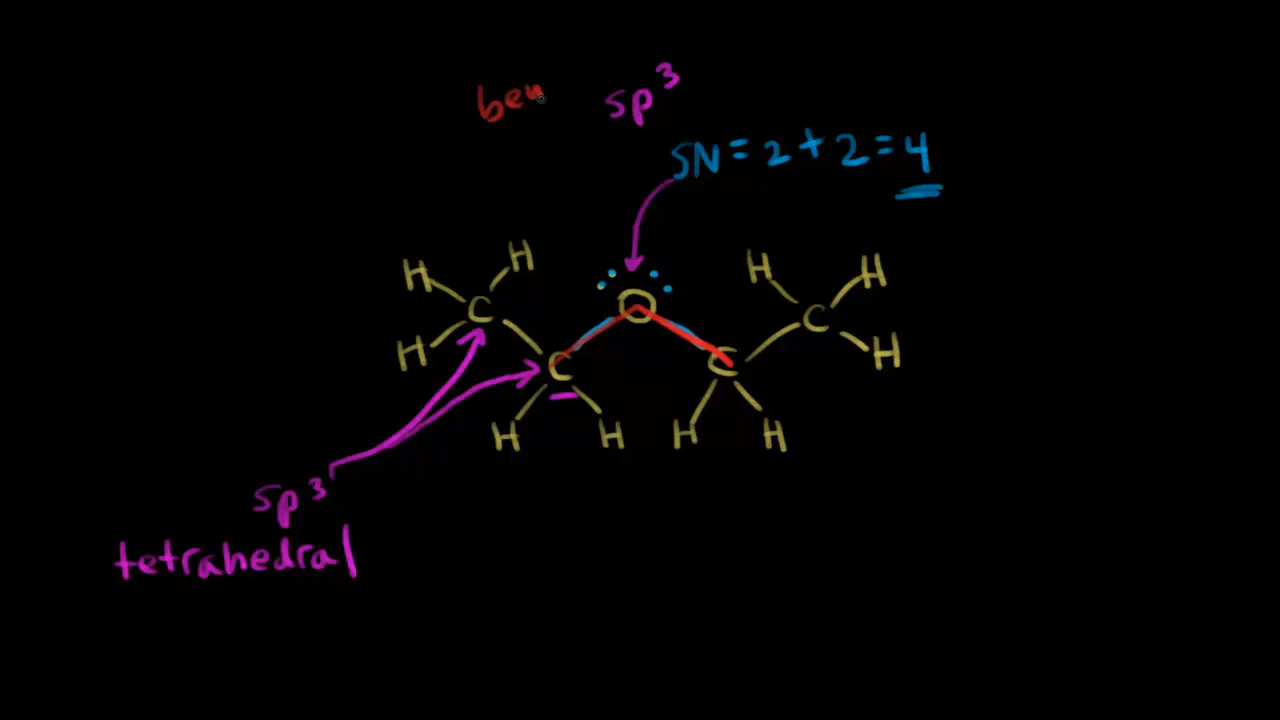 ben sp³
SN = 2 + 2 = 4
H H H H
C O C
H H
C C
H H H H
sp³
tetrahedral